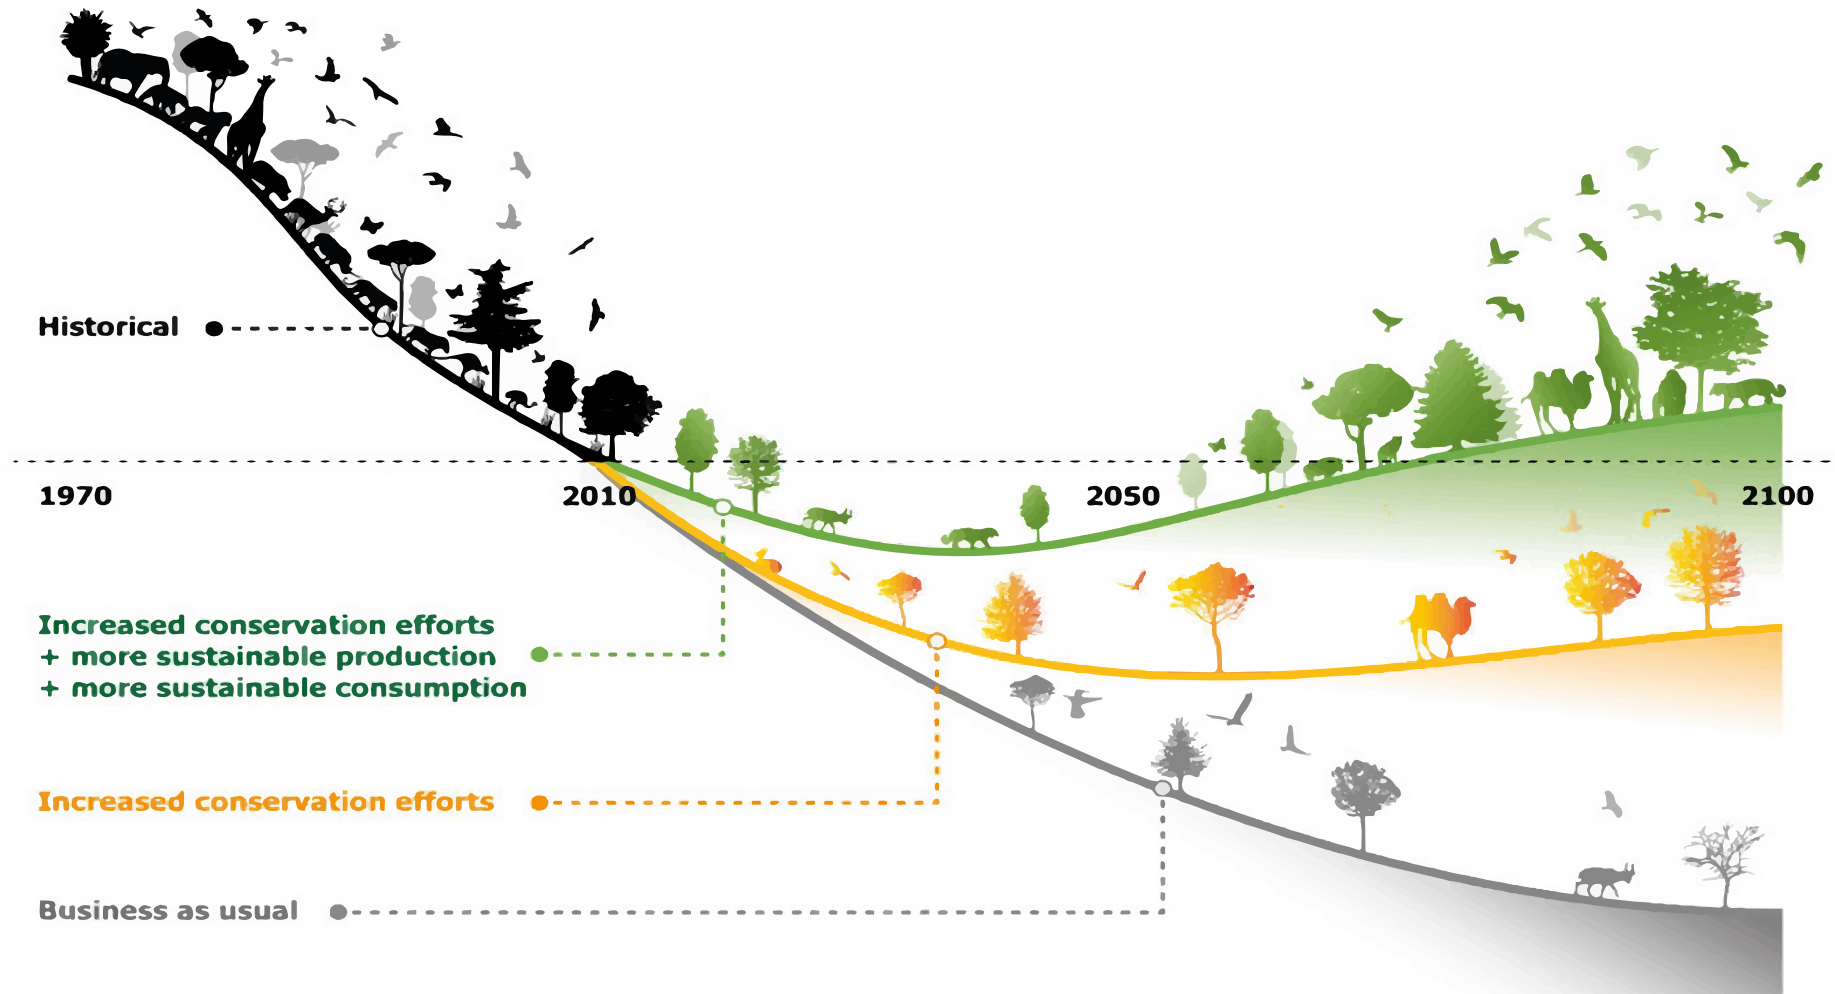 Historical
1970
2010
2050
2100
Increased conservation efforts
+ more sustainable production
+ more sustainable consumption
Increased conservation efforts
Business as usual